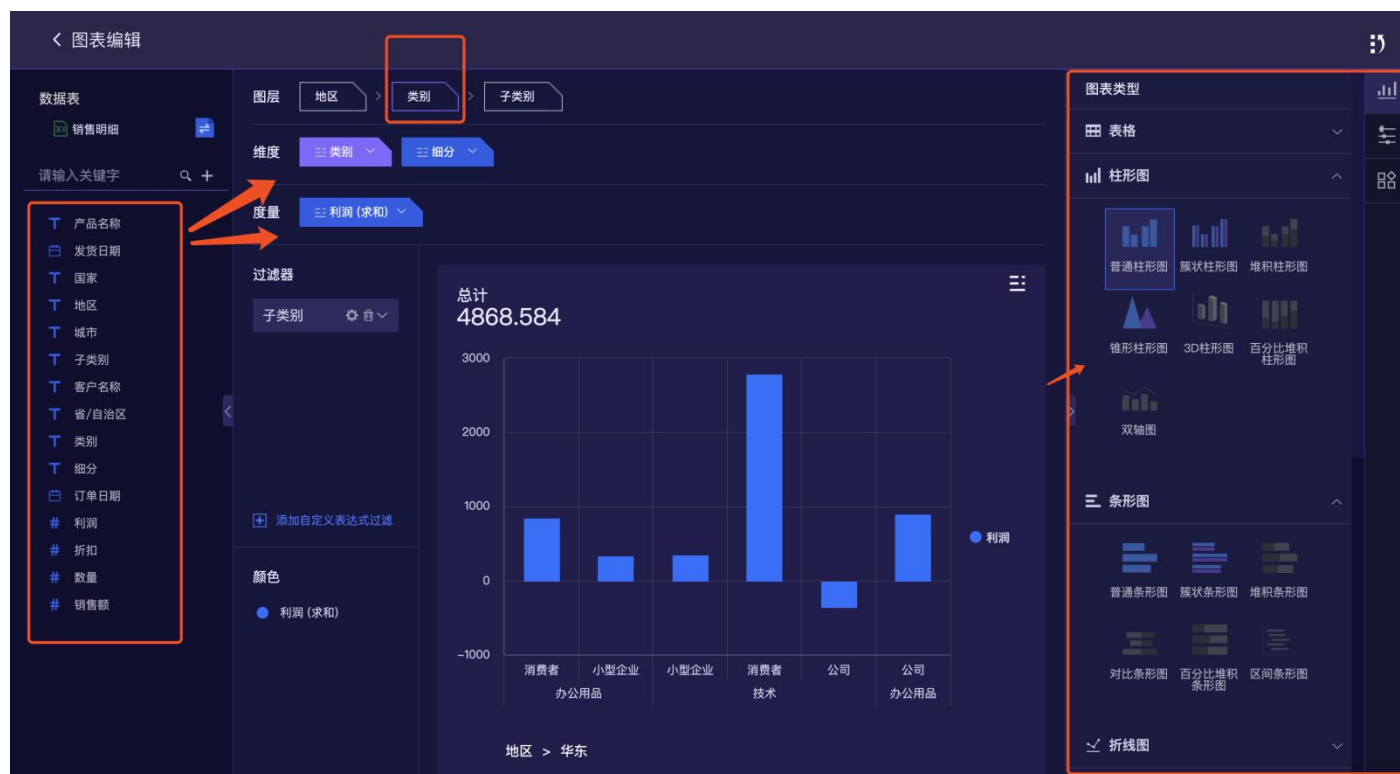 图表编辑
数据表
销售明细
请输入关键字
产品名称
发货日期
国家
地区
城市
子类别
客户名称
省/自治区
类别
细分
订单日期
利润
折扣
数量
销售额
图层 地区 > 类别 > 子类别
维度 类别 细分
度量 利润 (求和)
过滤器
子类别
添加自定义表达式过滤
颜色
利润 (求和)
总计
4868.584
3000
2000
1000
0
-1000
消费者 小型企业 小型企业 消费者 公司 公司
办公用品 技术 办公用品
利润
地区 > 华东
图表类型
表格
柱形图
普通柱形图 簇状柱形图 堆积柱形图
锥形柱形图 3D柱形图 百分比堆积
柱形图
双轴图
条形图
普通条形图 簇状条形图 堆积条形图
对比条形图 百分比堆积 区间条形图
条形图
折线图